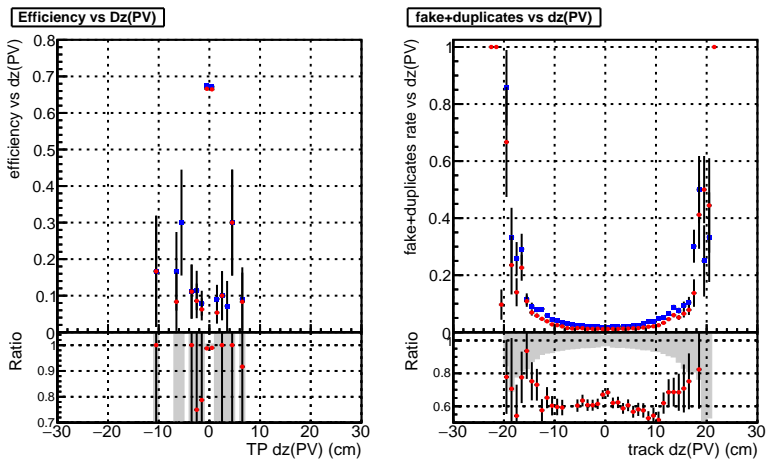 Efficiency vs Dz(PV)
efficiency vs dz(PV)
0.8
0.7
0.6
0.5
0.4
0.3
0.2
0.1
0
Ratio
1
0.9
0.8
0.7
−30 −20 −10 0 10 20 30
TP dz(PV) (cm)
fake+duplicates vs dz(PV)
fake+duplicates rate vs dz(PV)
1
0.8
0.6
0.4
0.2
0
Ratio
1
0.8
0.6
−30 −20 −10 0 10 20 30
track dz(PV) (cm)